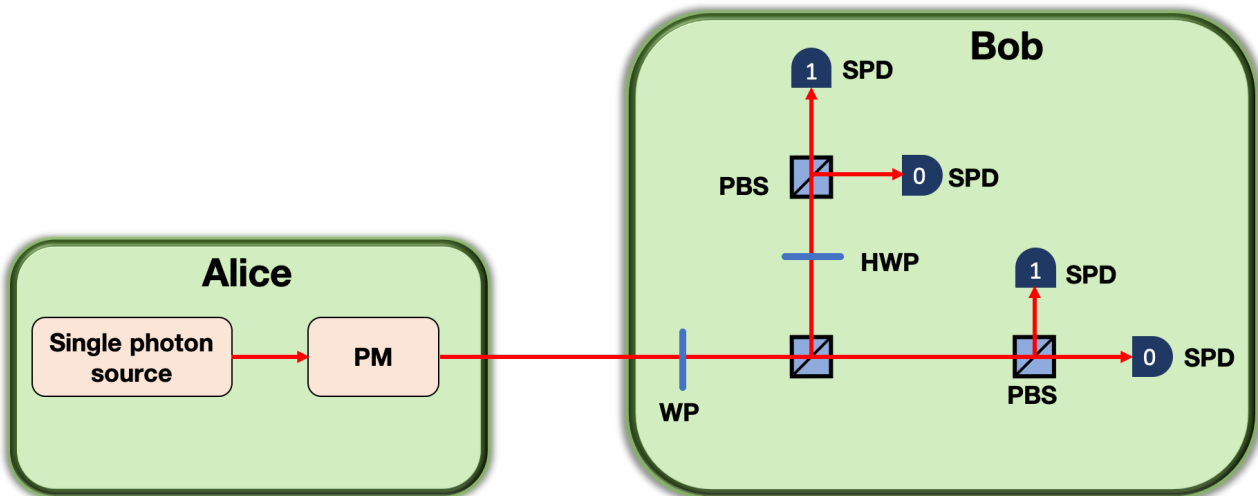 Bob
1
SPD
PBS
0
SPD
HWP
1
SPD
Alice
Single photon
source
PM
WP
0
SPD
PBS